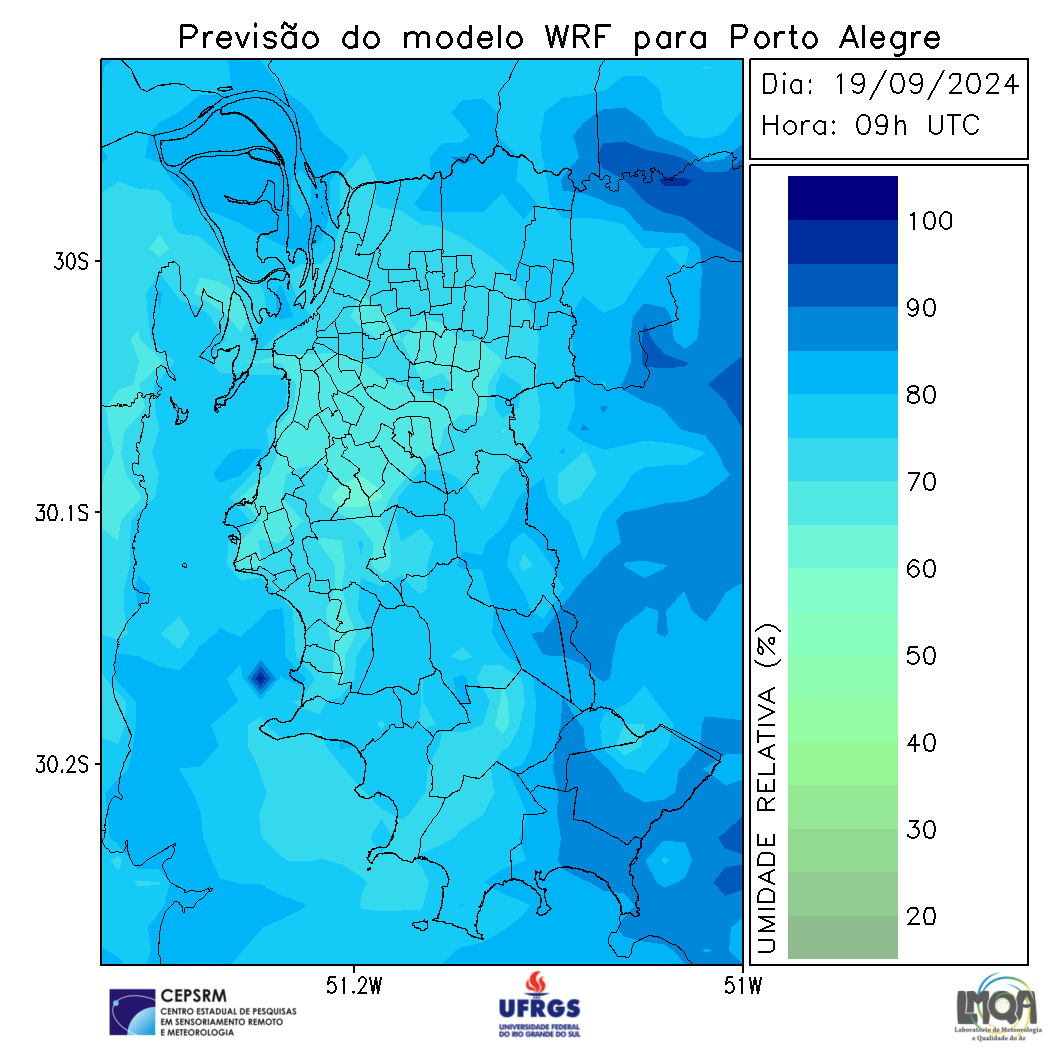 Previsão do modelo WRF para Porto Alegre
Dia: 19/09/2024
Hora: 09h UTC
30S
30.1S
30.2S
51.2W
51W
UMIDADE RELATIVA (%)
100
90
80
70
60
50
40
30
20
CEPSRM
CENTRO ESTADUAL DE PESQUISAS
EM SENSORIAMENTO REMOTO
E METEOROLOGIA
UFRGS
UNIVERSIDADE FEDERAL
DO RIO GRANDE DO SUL
LMQA
Laboratório de Meteorologia
e Qualidade do Ar